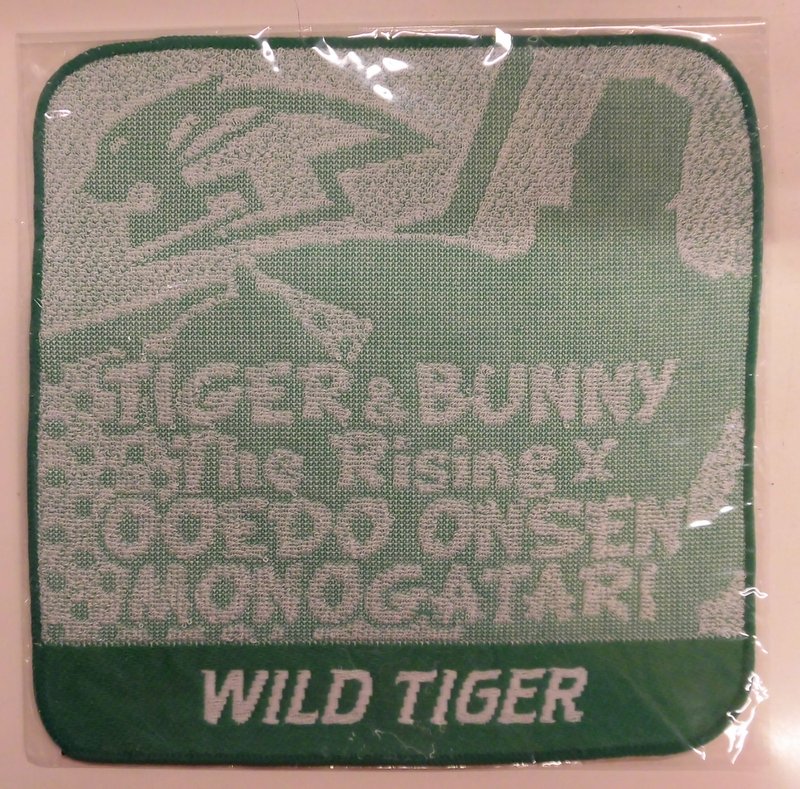 TIGER & BUNNY
The Rising X
OOEDO ONSEN
MONOGATARI
WILD TIGER